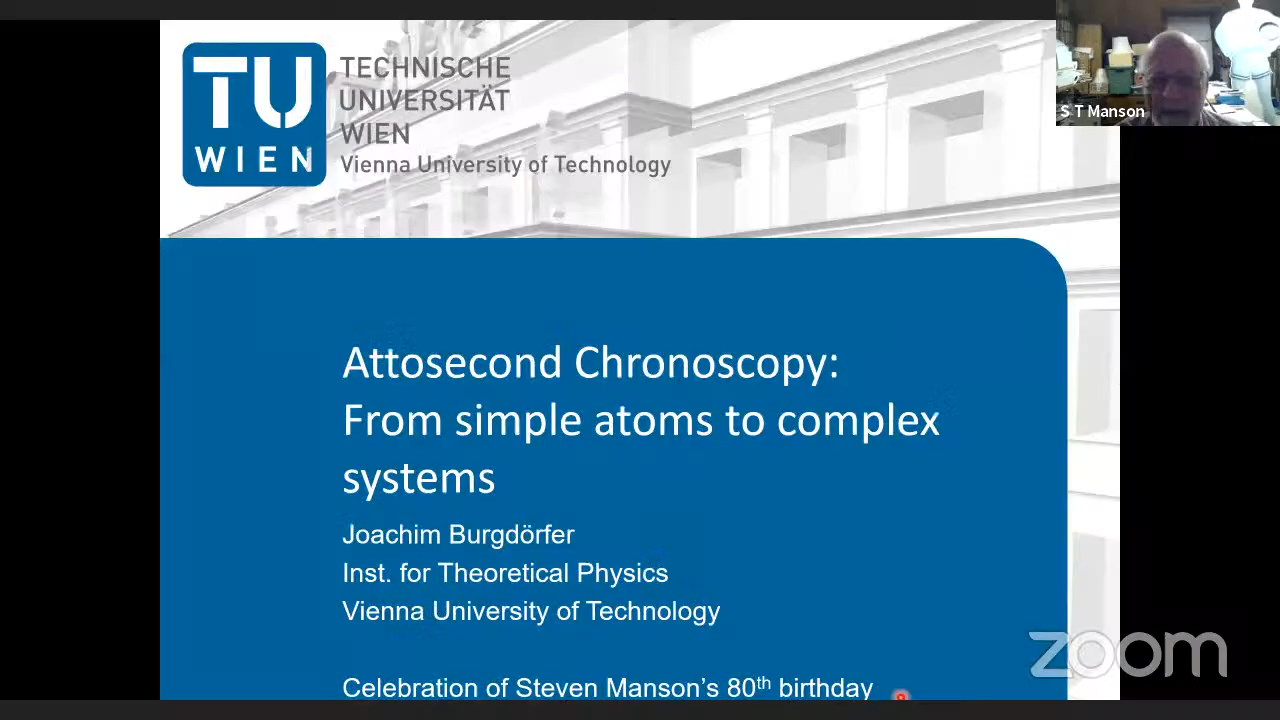 TU
WIEN
TECHNISCHE
UNIVERSITÄT
WIEN
Vienna University of Technology
S T Manson
Attosecond Chronoscopy:
From simple atoms to complex
systems
Joachim Burgdörfer
Inst. for Theoretical Physics
Vienna University of Technology
Celebration of Steven Manson’s 80th birthday
zoom